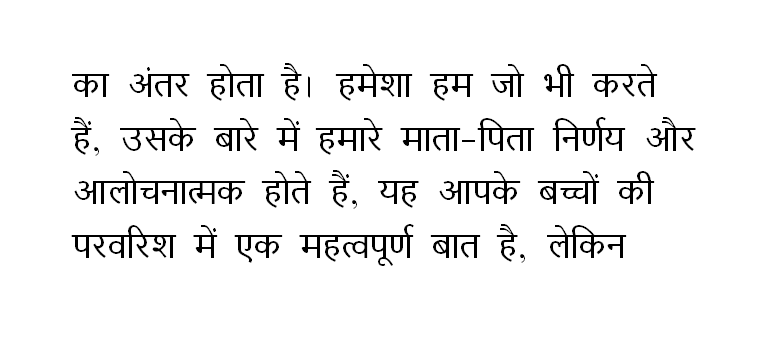 का अंतर होता है। हमेशा हम जो भी करते
हैं, उसके बारे में हमारे माता-पिता निर्णय और
आलोचनात्मक होते हैं, यह आपके बच्चों की
परवरिश में एक महत्वपूर्ण बात है, लेकिन